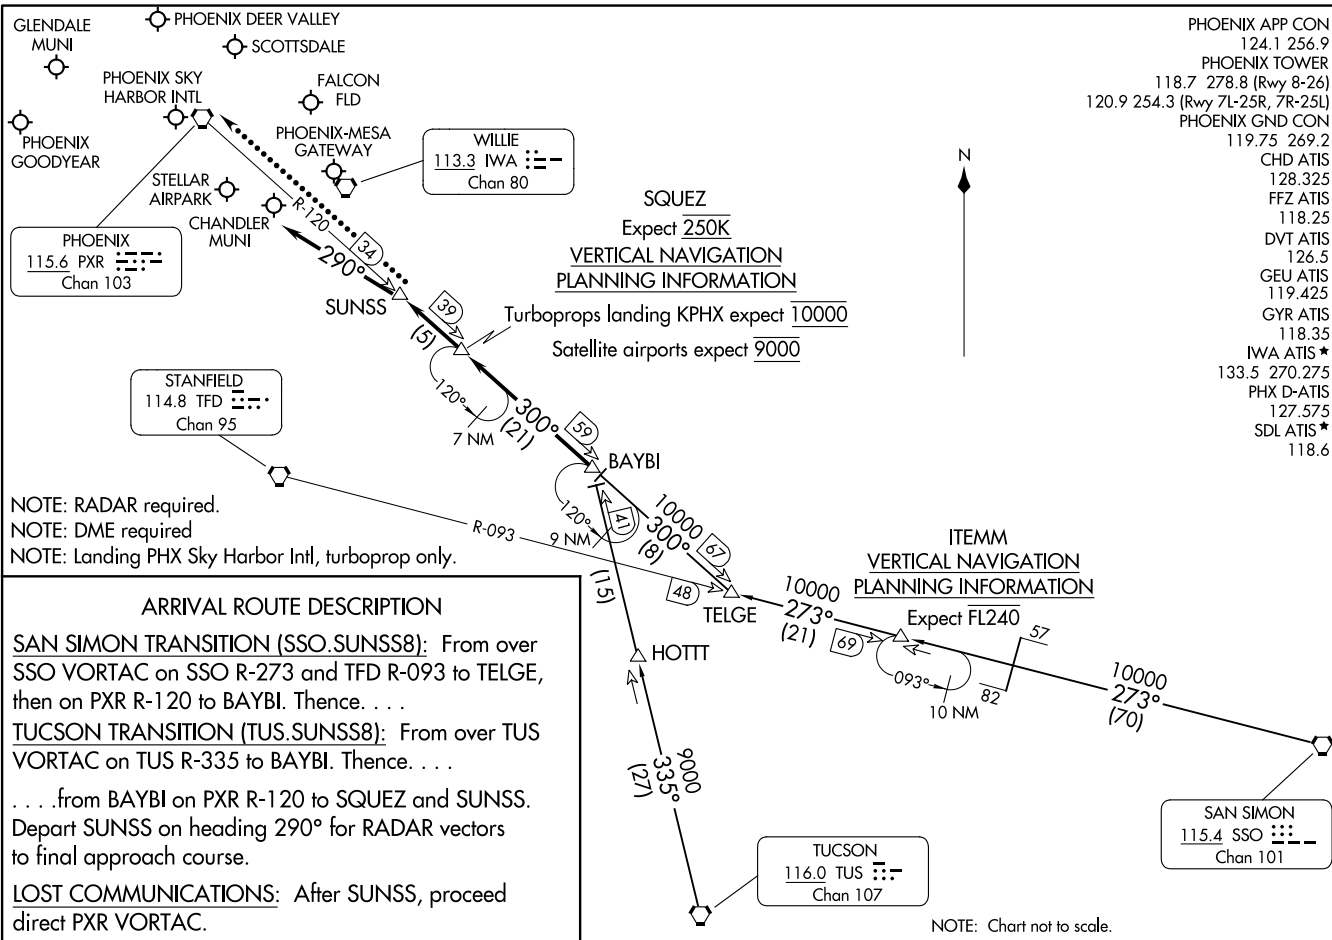 GLENDALE
MUNI
PHOENIX DEER VALLEY
SCOTTSDALE
PHOENIX SKY
HARBOR INTL
FALCON
FLD
PHOENIX
GOODYEAR
PHOENIX-MESA
GATEWAY
STELLAR
AIRPARK
CHANDLER
MUNI
WILLIE
113.3 IWA
Chan 80
PHOENIX
115.6 PXR
Chan 103
R-120
34
290°
SUNSS
39
(5)
SQUEZ
Expect 250K
VERTICAL NAVIGATION
PLANNING INFORMATION
Turboprops landing KPHX expect 10000
Satellite airports expect 9000
N
PHOENIX APP CON
124.1 256.9
PHOENIX TOWER
118.7 278.8 (Rwy 8-26)
120.9 254.3 (Rwy 7L-25R, 7R-25L)
PHOENIX GND CON
119.75 269.2
CHD ATIS
128.325
FFZ ATIS
118.25
DVT ATIS
126.5
GEU ATIS
119.425
GYR ATIS
118.35
IWA ATIS ★
133.5 270.275
PHX D-ATIS
127.575
SDL ATIS ★
118.6
STANFIELD
114.8 TFD
Chan 95
120°
7 NM
300°
(21)
59
BAYBI
120°
9 NM
41
10000
300°
(8)
67
R-093
48
TELGE
(15)
HOTTT
9000
335°
(27)
10000
273°
(21)
69
ITEMM
VERTICAL NAVIGATION
PLANNING INFORMATION
Expect FL240
093°
10 NM
57
82
10000
273°
(70)
SAN SIMON
115.4 SSO
Chan 101
TUCSON
116.0 TUS
Chan 107
NOTE: Chart not to scale.
NOTE: RADAR required.
NOTE: DME required
NOTE: Landing PHX Sky Harbor Intl, turboprop only.
ARRIVAL ROUTE DESCRIPTION
SAN SIMON TRANSITION (SSO.SUNSS8): From over
SSO VORTAC on SSO R-273 and TFD R-093 to TELGE,
then on PXR R-120 to BAYBI. Thence. . . .
TUCSON TRANSITION (TUS.SUNSS8): From over TUS
VORTAC on TUS R-335 to BAYBI. Thence. . . .
. . . .from BAYBI on PXR R-120 to SQUEZ and SUNSS.
Depart SUNSS on heading 290° for RADAR vectors
to final approach course.
LOST COMMUNICATIONS: After SUNSS, proceed
direct PXR VORTAC.